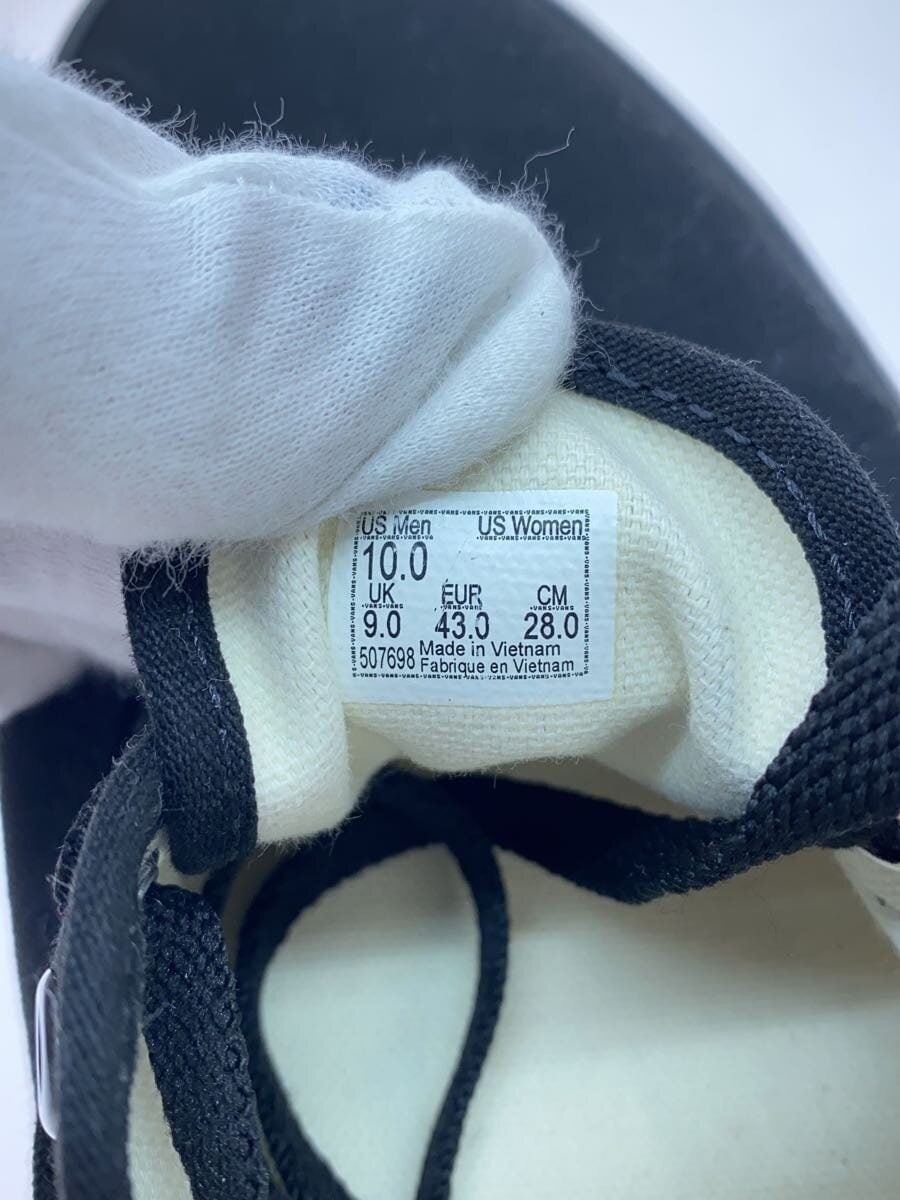 US Men US Women
10.0
UK EUR CM
9.0 43.0 28.0
507698 Made in Vietnam
Fabrique en Vietnam